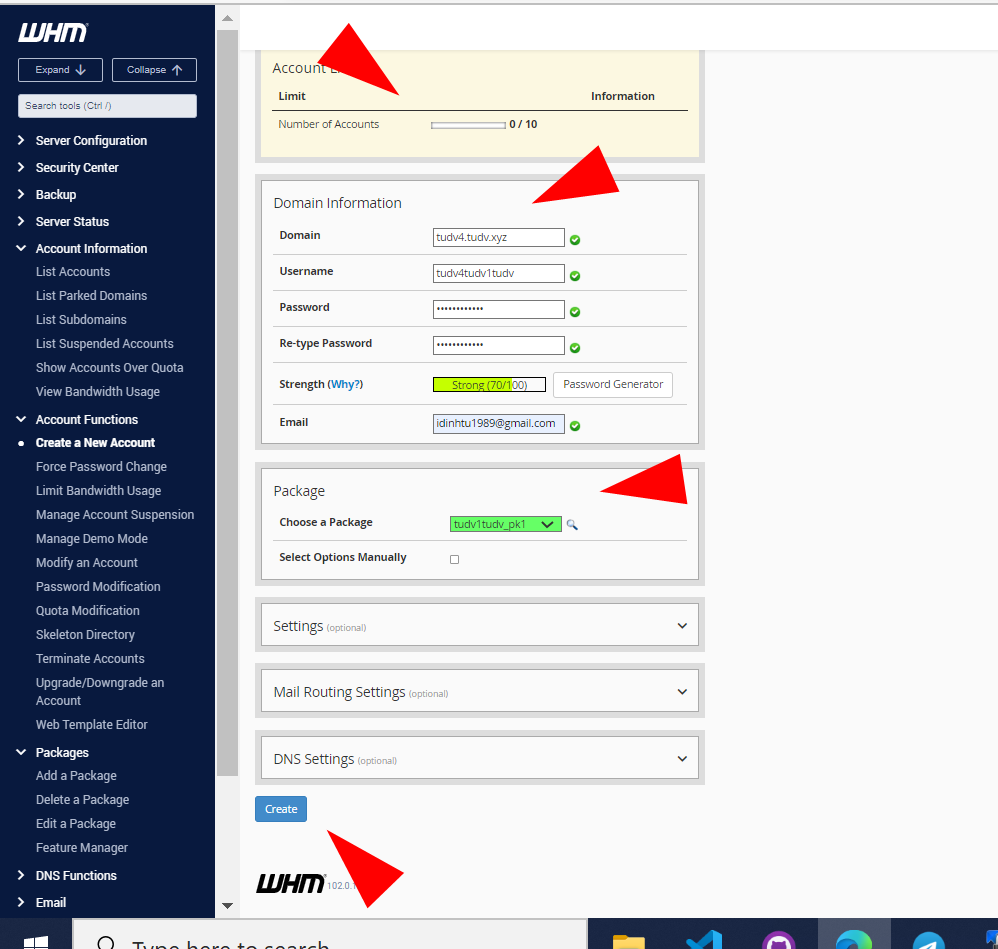 WHM
Expand
Collapse
Search tools (Ctrl /)
Server Configuration
Security Center
Backup
Server Status
Account Information
List Accounts
List Parked Domains
List Subdomains
List Suspended Accounts
Show Accounts Over Quota
View Bandwidth Usage
Account Functions
Create a New Account
Force Password Change
Limit Bandwidth Usage
Manage Account Suspension
Manage Demo Mode
Modify an Account
Password Modification
Quota Modification
Skeleton Directory
Terminate Accounts
Upgrade/Downgrade an
Account
Web Template Editor
Packages
Add a Package
Delete a Package
Edit a Package
Feature Manager
DNS Functions
Email
Account
Limit Information
Number of Accounts 0 / 10
Domain Information
Domain tudv4.tudv.xyz
Username tudv4tudv1tudv
Password ••••••••••••
Re-type Password ••••••••••••
Strength (Why?) Strong (70/100) Password Generator
Email idinhtu1989@gmail.com
Package
Choose a Package tudv1tudv_pk1
Select Options Manually
Settings (optional)
Mail Routing Settings (optional)
DNS Settings (optional)
Create
WHM
Type here to search